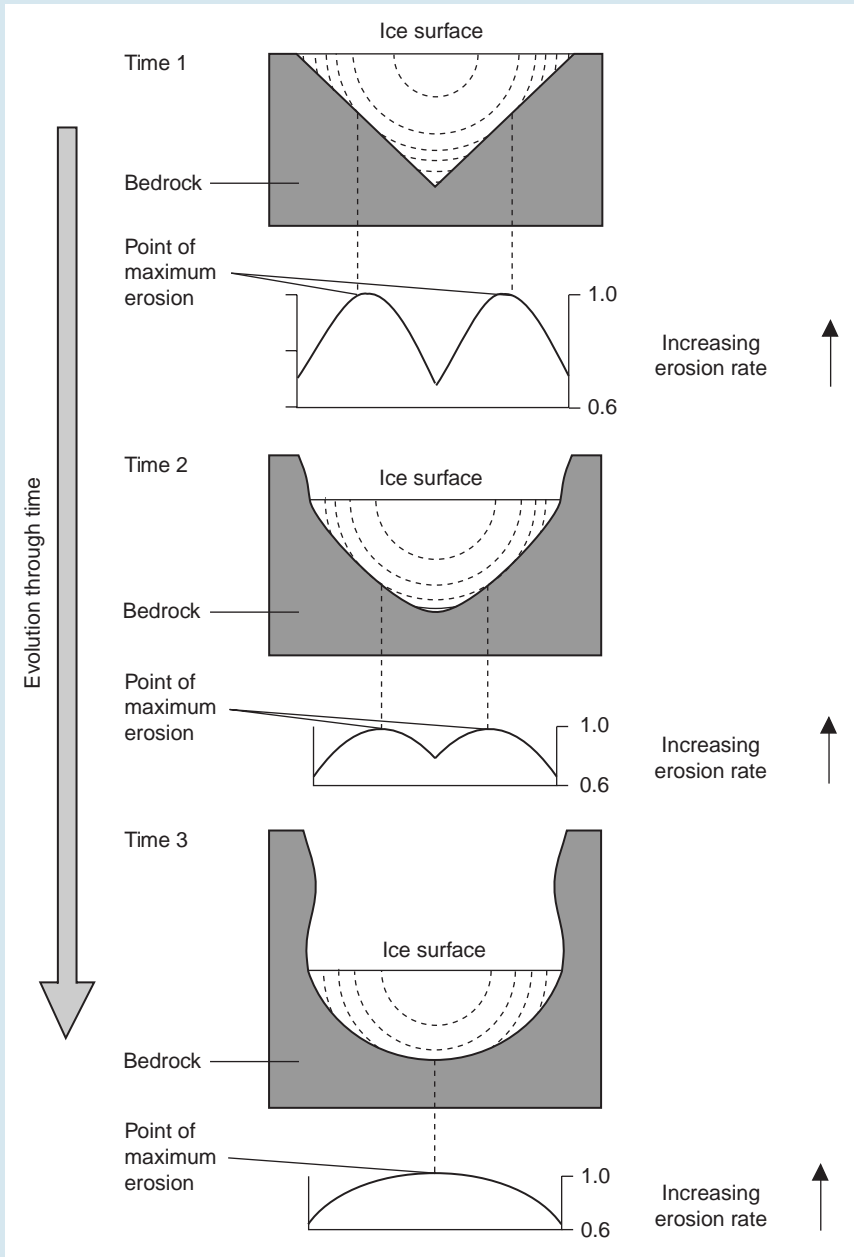 Ice surface
Time 1
Bedrock
Point of
maximum
erosion
1.0
Increasing
erosion rate
0.6
Time 2
Ice surface
Evolution through time
Bedrock
Point of
maximum
erosion
1.0
Increasing
erosion rate
0.6
Time 3
Ice surface
Bedrock
Point of
maximum
erosion
1.0
Increasing
erosion rate
0.6